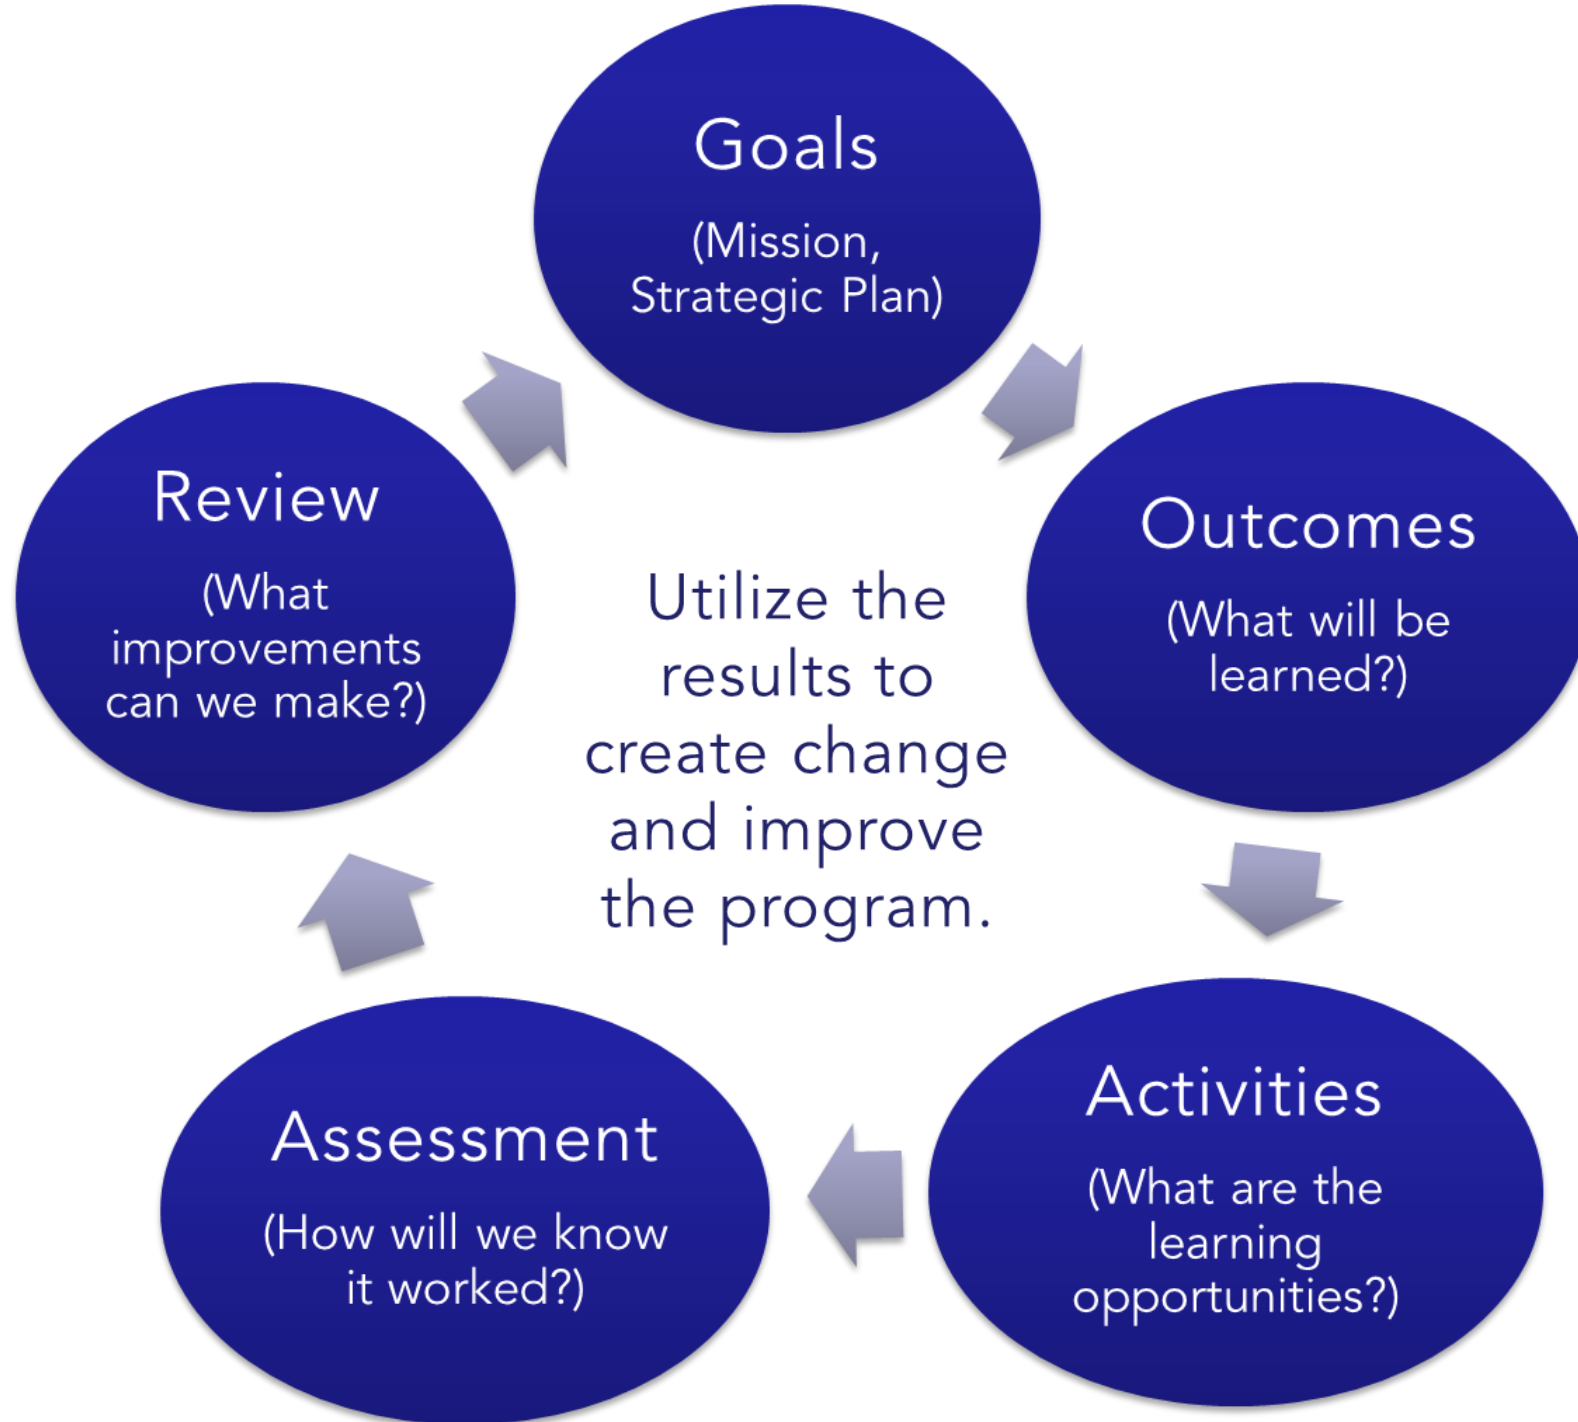 Goals
(Mission,
Strategic Plan)
Outcomes
(What will be
learned?)
Activities
(What are the
learning
opportunities?)
Assessment
(How will we know
it worked?)
Review
(What
improvements
can we make?)
Utilize the
results to
create change
and improve
the program.